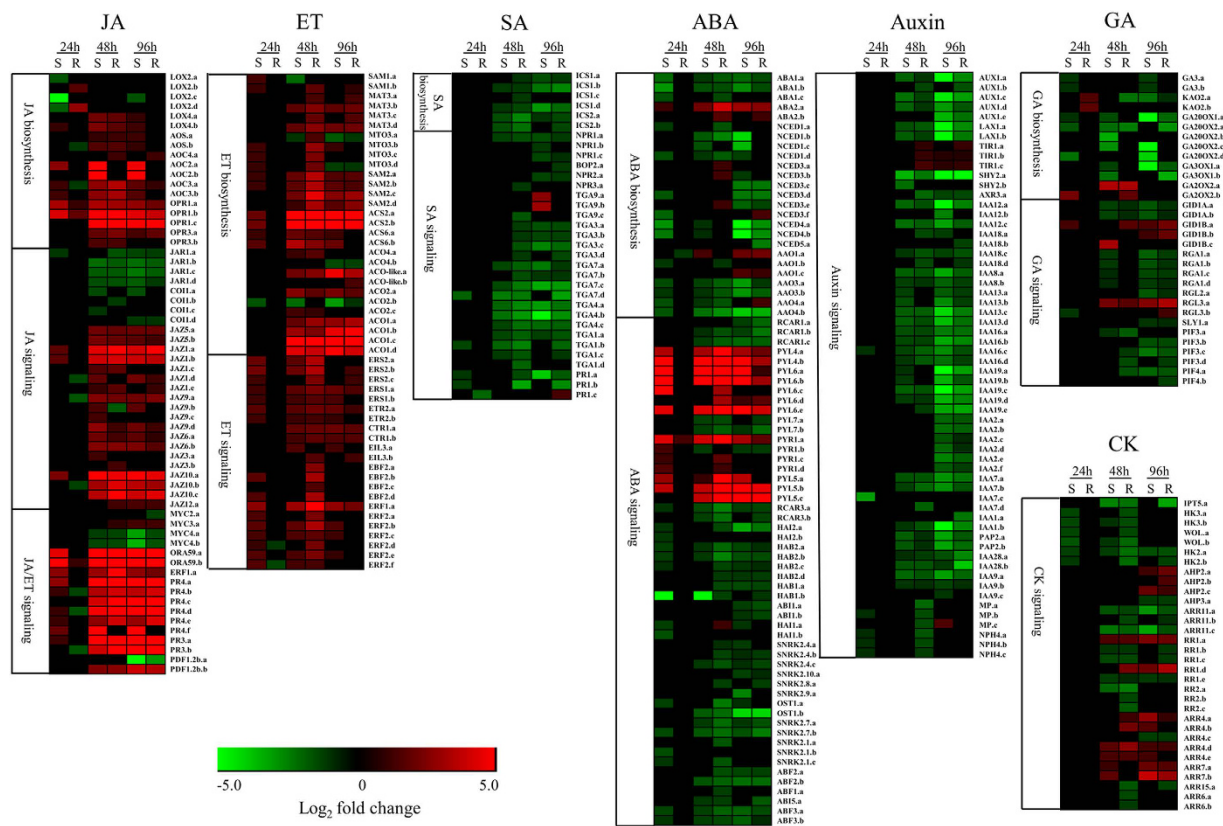 JA
24h 48h 96h
S R S R S R
JA biosynthesis
LOX2.a
LOX2.b
LOX2.c
LOX2.d
LOX4.a
LOX4.b
AOS.a
AOS.b
AOC4.a
AOC2.a
AOC2.b
AOC3.a
AOC3.b
OPR1.a
OPR1.b
OPR1.c
OPR3.a
OPR3.b
JA signaling
JAR1.a
JAR1.b
JAR1.c
JAR1.d
COI1.a
COI1.b
COI1.c
COI1.d
JAZ5.a
JAZ5.b
JAZ1.a
JAZ1.b
JAZ1.c
JAZ1.d
JAZ1.e
JAZ9.a
JAZ9.b
JAZ9.c
JAZ9.d
JAZ6.a
JAZ6.b
JAZ3.a
JAZ3.b
JAZ10.a
JAZ10.b
JAZ10.c
JAZ12.a
JA/ET signaling
MYC2.a
MYC3.a
MYC4.a
MYC4.b
ORA59.a
ORA59.b
ERF1.a
PR4.a
PR4.b
PR4.c
PR4.d
PR4.e
PR4.f
PR3.a
PR3.b
PDF1.2b.a
PDF1.2b.b
ET
24h 48h 96h
S R S R S R
ET biosynthesis
SAM1.a
SAM1.b
MAT3.a
MAT3.b
MAT3.c
MAT3.d
MTO3.a
MTO3.b
MTO3.c
MTO3.d
SAM2.a
SAM2.b
SAM2.c
SAM2.d
ACS2.a
ACS2.b
ACS6.a
ACS6.b
ACO4.a
ACO4.b
ACO-like.a
ACO-like.b
ACO2.a
ACO2.b
ACO2.c
ACO1.a
ACO1.b
ACO1.c
ACO1.d
ET signaling
ERS2.a
ERS2.b
ERS2.c
ERS1.a
ERS1.b
ETR2.a
ETR2.b
CTR1.a
CTR1.b
EIL3.a
EIL3.b
EBF2.a
EBF2.b
EBF2.c
EBF2.d
ERF1.a
ERF2.a
ERF2.b
ERF2.c
ERF2.d
ERF2.e
ERF2.f
SA
24h 48h 96h
S R S R S R
SA biosynthesis
ICS1.a
ICS1.b
ICS1.c
ICS1.d
ICS2.a
ICS2.b
SA signaling
NPR1.a
NPR1.b
NPR1.c
BOP2.a
NPR2.a
NPR3.a
TGA9.a
TGA9.b
TGA9.c
TGA3.a
TGA3.b
TGA3.c
TGA3.d
TGA7.a
TGA7.b
TGA7.c
TGA7.d
TGA4.a
TGA4.b
TGA4.c
TGA1.a
TGA1.b
TGA1.c
TGA1.d
PR1.a
PR1.b
PR1.c
ABA
24h 48h 96h
S R S R S R
ABA biosynthesis
ABA1.a
ABA1.b
ABA1.c
ABA2.a
ABA2.b
NCED1.a
NCED1.b
NCED1.c
NCED1.d
NCED3.a
NCED3.b
NCED3.c
NCED3.d
NCED3.e
NCED3.f
NCED4.a
NCED4.b
NCED5.a
AAO1.a
AAO1.b
AAO1.c
AAO3.a
AAO3.b
AAO4.a
AAO4.b
ABA signaling
RCAR1.a
RCAR1.b
RCAR1.c
PYL4.a
PYL4.b
PYL6.a
PYL6.b
PYL6.c
PYL6.d
PYL6.e
PYL7.a
PYL7.b
PYR1.a
PYR1.b
PYR1.c
PYR1.d
PYL5.a
PYL5.b
PYL5.c
RCAR3.a
RCAR3.b
HAI2.a
HAI2.b
HAB2.a
HAB2.b
HAB2.c
HAB2.d
HAB1.a
HAB1.b
ABI1.a
ABI1.b
HAI1.a
HAI1.b
SNRK2.4.a
SNRK2.4.b
SNRK2.4.c
SNRK2.10.a
SNRK2.8.a
SNRK2.9.a
OST1.a
OST1.b
SNRK2.7.a
SNRK2.7.b
SNRK2.1.a
SNRK2.1.b
SNRK2.1.c
ABF2.a
ABF2.b
ABF1.a
ABI5.a
ABF3.a
ABF3.b
Auxin
24h 48h 96h
S R S R S R
Auxin signaling
AUX1.a
AUX1.b
AUX1.c
AUX1.d
AUX1.e
LAX1.a
LAX1.b
TIR1.a
TIR1.b
TIR1.c
SHY2.a
SHY2.b
AXR3.a
IAA12.a
IAA12.b
IAA12.c
IAA18.a
IAA18.b
IAA18.c
IAA18.d
IAA8.a
IAA8.b
IAA13.a
IAA13.b
IAA13.c
IAA13.d
IAA16.a
IAA16.b
IAA16.c
IAA16.d
IAA19.a
IAA19.b
IAA19.c
IAA19.d
IAA19.e
IAA2.a
IAA2.b
IAA2.c
IAA2.d
IAA2.e
IAA2.f
IAA7.a
IAA7.b
IAA7.c
IAA7.d
IAA1.a
IAA1.b
PAP2.a
PAP2.b
IAA28.a
IAA28.b
IAA9.a
IAA9.b
IAA9.c
MP.a
MP.b
MP.c
NPH4.a
NPH4.b
NPH4.c
GA
24h 48h 96h
S R S R S R
GA biosynthesis
GA3.a
GA3.b
KAO2.a
KAO2.b
GA20OX1.a
GA20OX2.a
GA20OX2.b
GA20OX2.c
GA20OX2.d
GA3OX1.a
GA3OX1.b
GA2OX2.a
GA2OX2.b
GA signaling
GID1A.a
GID1A.b
GID1B.a
GID1B.b
GID1B.c
RGA1.a
RGA1.b
RGA1.c
RGA1.d
RGL2.a
RGL3.a
RGL3.b
SLY1.a
PIF3.a
PIF3.b
PIF3.c
PIF3.d
PIF4.a
PIF4.b
CK
24h 48h 96h
S R S R S R
CK signaling
IPT5.a
HK3.a
HK3.b
WOL.a
WOL.b
HK2.a
HK2.b
AHP2.a
AHP2.b
AHP2.c
AHP3.a
ARR11.a
ARR11.b
ARR11.c
RR1.a
RR1.b
RR1.c
RR1.d
RR1.e
RR2.a
RR2.b
RR2.c
ARR4.a
ARR4.b
ARR4.c
ARR4.d
ARR4.e
ARR7.a
ARR7.b
ARR15.a
ARR6.a
ARR6.b
-5.0 0 5.0
Log2 fold change